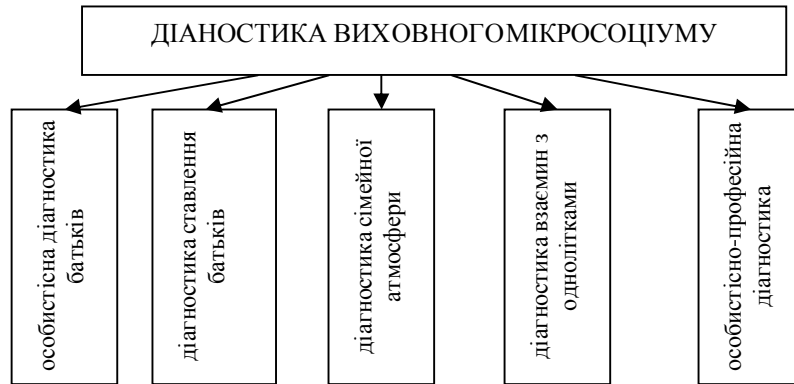 ДІАНОСТИКА ВИХОВНОГОМІКРОСОЦІУМУ
особистісна діагностика
батьків
діагностика ставлення
батьків
діагностика сімейної
атмосфери
діагностика взаємин з
однолітками
особистісно-професійна
діагностика